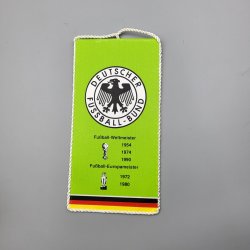 DEUTSCHER
FUSSBALL-BUND
Fußball-Weltmeister
1954
1974
1990
Fußball-Europameister
1972
1980